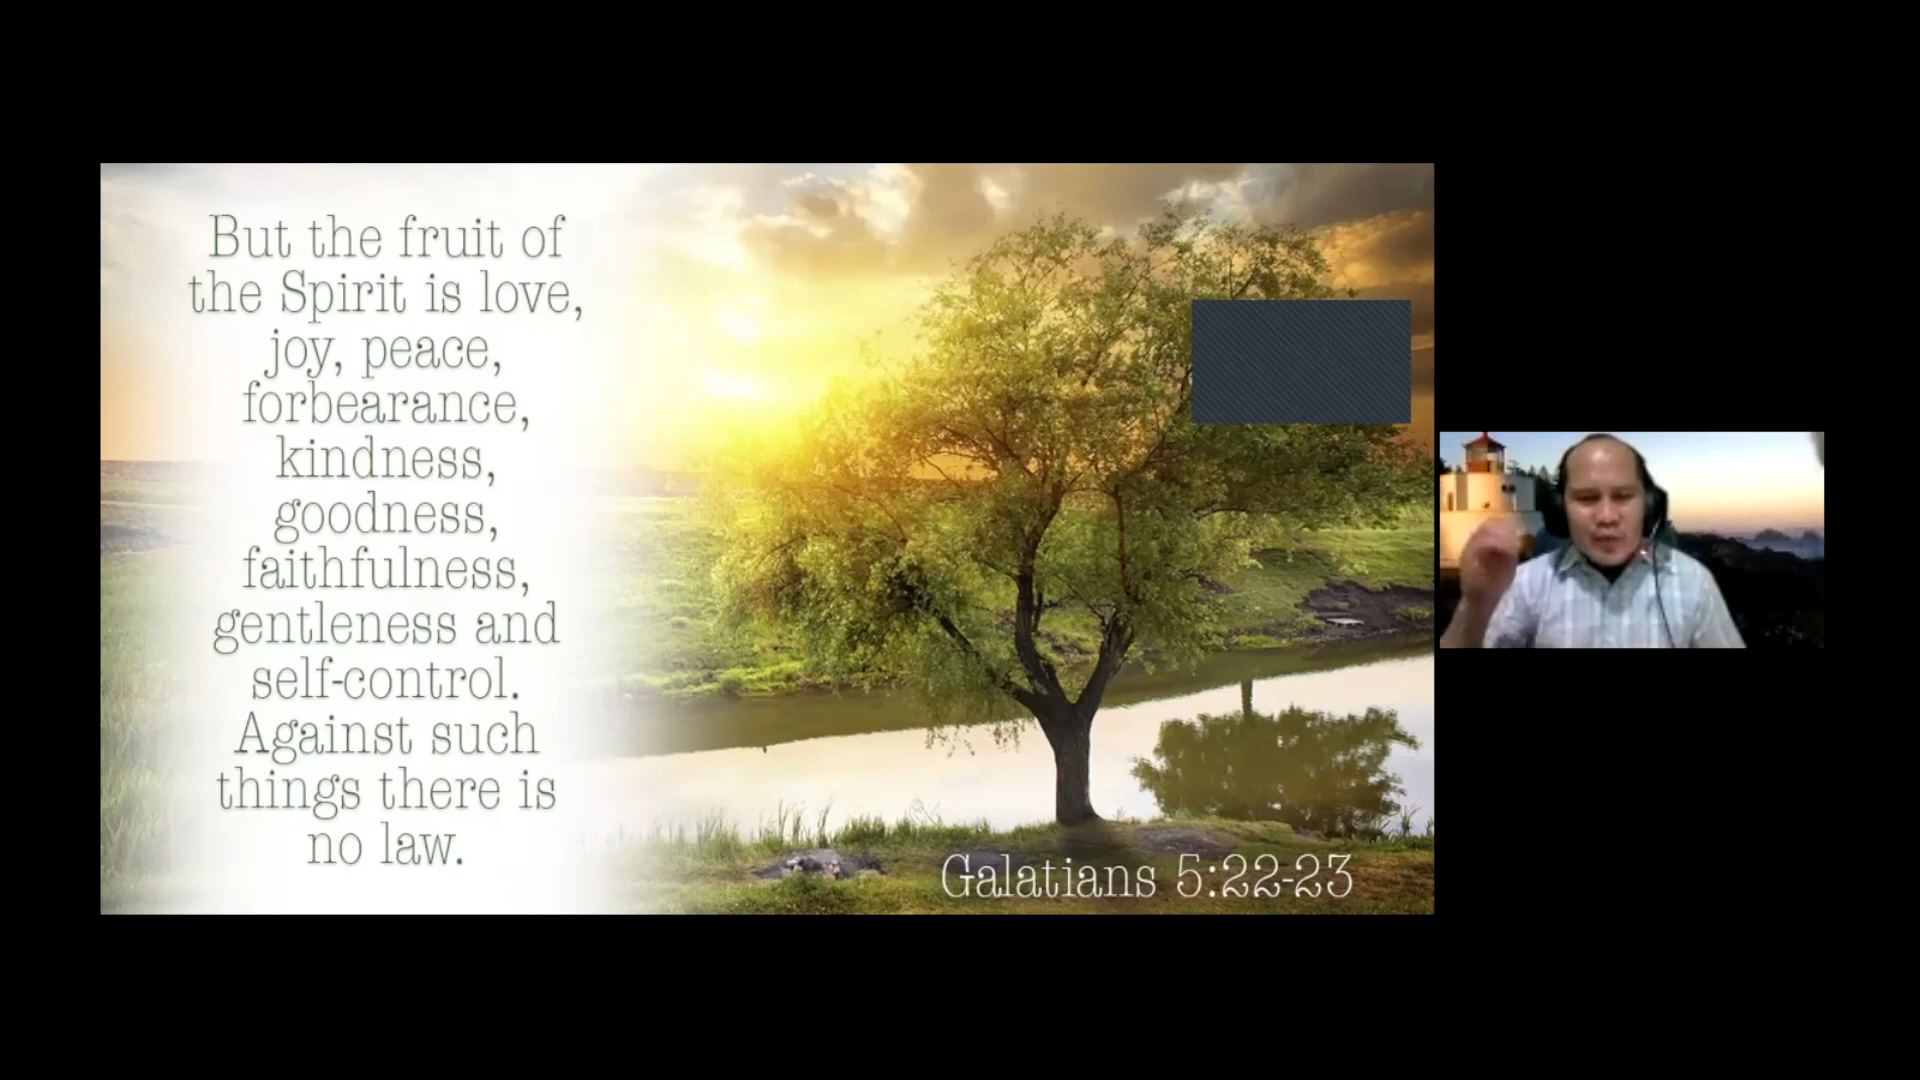 But the fruit of
the Spirit is love,
joy, peace,
forbearance,
kindness,
goodness,
faithfulness,
gentleness and
self-control.
Against such
things there is
no law.
Galatians 5:22-23